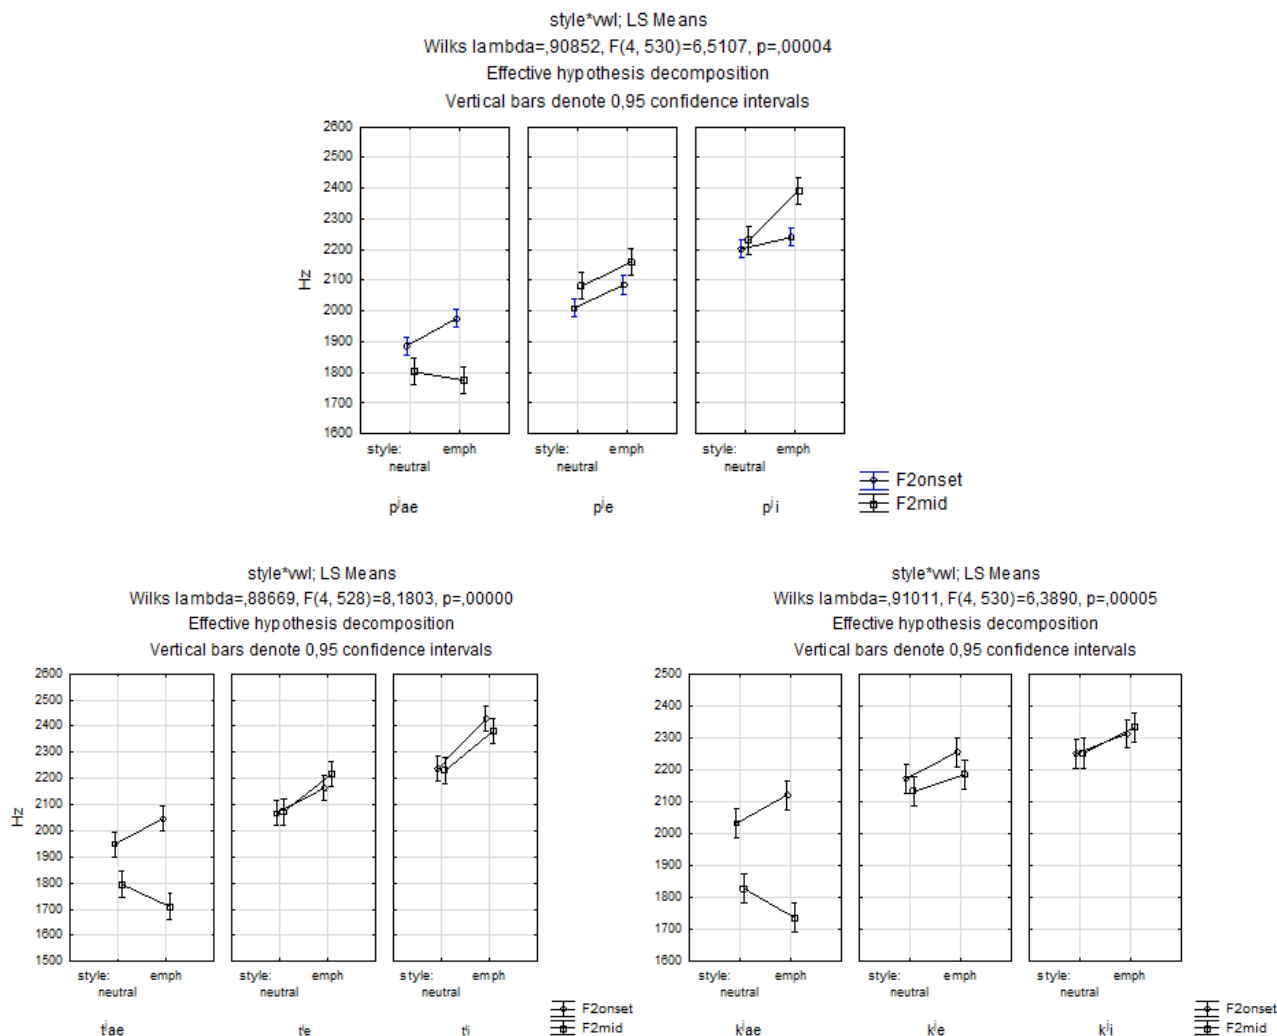 style*vwl; LS Means
Wilks lambda=,90852, F(4, 530)=6,5107, p=,00004
Effective hypothesis decomposition
Vertical bars denote 0,95 confidence intervals
2600
2500
2400
2300
2200
2100
2000
1900
1800
1700
1600
Hz
style: neutral emph style: neutral emph style: neutral emph
pʲae pʲe pʲi
F2onset
F2mid
style*vwl; LS Means
Wilks lambda=,88669, F(4, 528)=8,1803, p=,00000
Effective hypothesis decomposition
Vertical bars denote 0,95 confidence intervals
2600
2500
2400
2300
2200
2100
2000
1900
1800
1700
1600
1500
Hz
style: neutral emph style: neutral emph style: neutral emph
tʲae tʲe tʲi
F2onset
F2mid
style*vwl; LS Means
Wilks lambda=,91011, F(4, 530)=6,3890, p=,00005
Effective hypothesis decomposition
Vertical bars denote 0,95 confidence intervals
2500
2400
2300
2200
2100
2000
1900
1800
1700
1600
style: neutral emph style: neutral emph style: neutral emph
kʲae kʲe kʲi
F2onset
F2mid